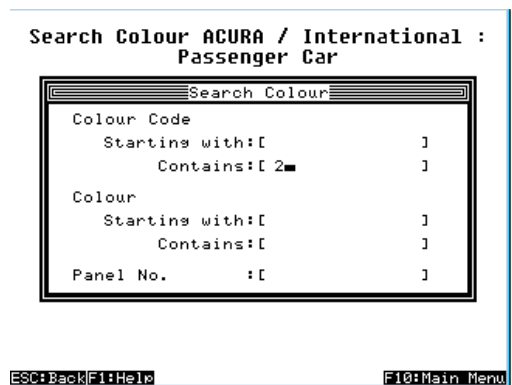 Search Colour ACURA / International :
Passenger Car
Search Colour
Colour Code
Starting with:[ ]
Contains:[ 2 ]
Colour
Starting with:[ ]
Contains:[ ]
Panel No. :[ ]
ESC:Back F1:Help F10:Main Menu